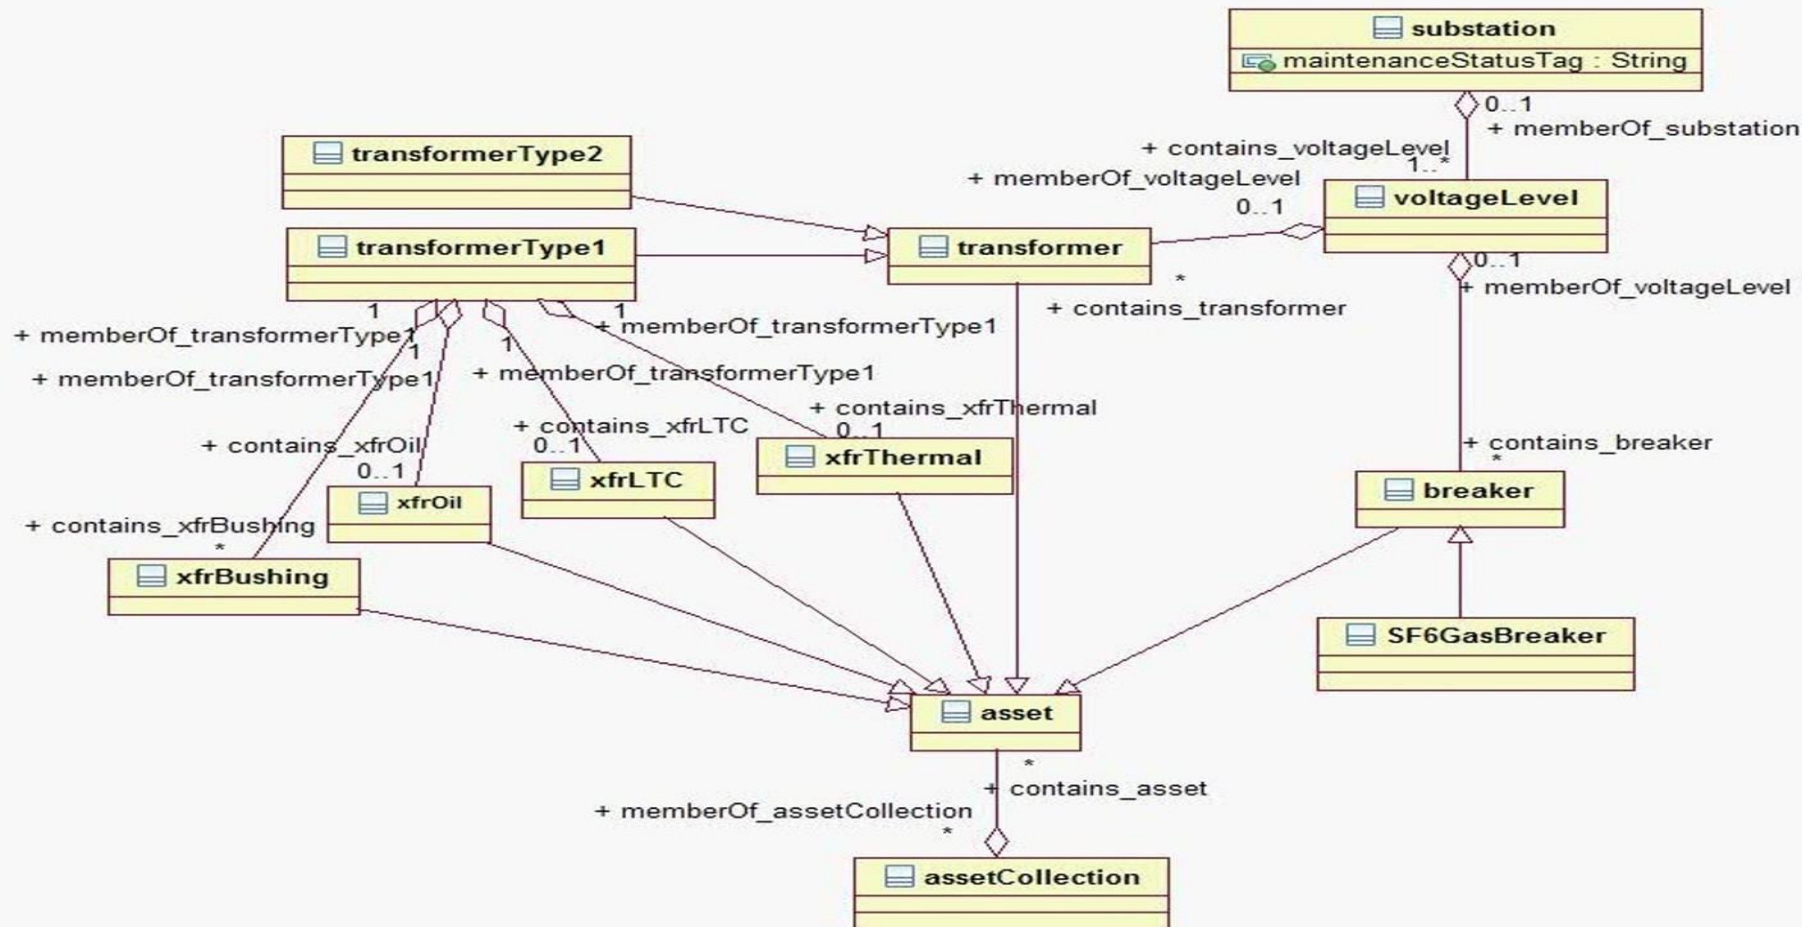 substation
maintenanceStatusTag : String
0..1
+ memberOf_substation
+ contains_voltageLevel
1..*
transformerType2
+ memberOf_voltageLevel
0..1
voltageLevel
transformerType1
transformer
0..1
+ memberOf_voltageLevel
*
+ contains_transformer
1
1
+ memberOf_transformerType1
+ memberOf_transformerType1
1
1
+ memberOf_transformerType1
+ memberOf_transformerType1
+ contains_xfrThermal
0..1
+ contains_xfrLTC
0..1
+ contains_xfrOil
0..1
+ contains_breaker
*
xfrThermal
xfrLTC
breaker
xfrOil
+ contains_xfrBushing
*
xfrBushing
SF6GasBreaker
asset
*
+ contains_asset
+ memberOf_assetCollection
*
assetCollection